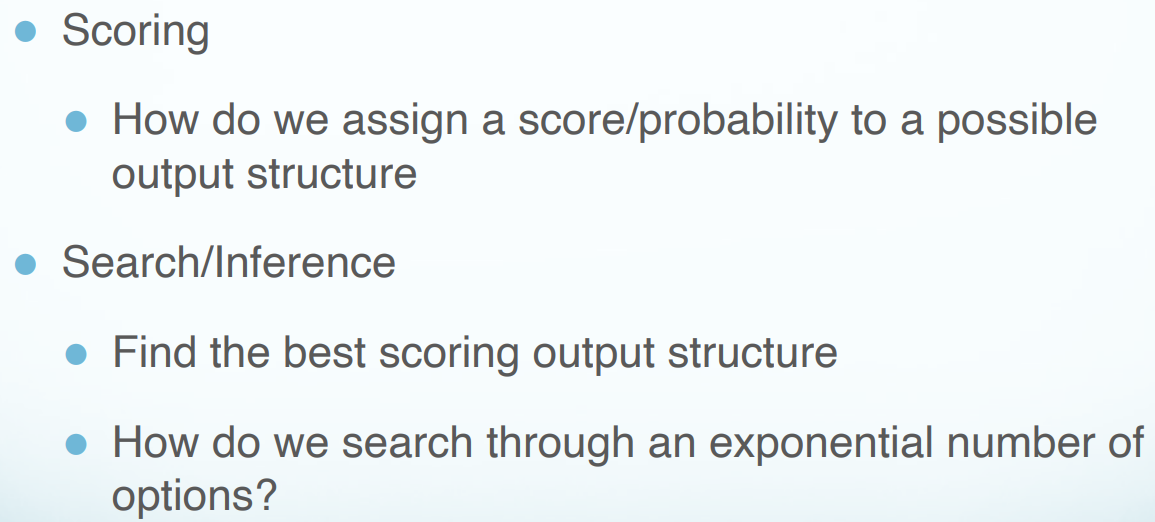 Scoring
How do we assign a score/probability to a possible
output structure
Search/Inference
Find the best scoring output structure
How do we search through an exponential number of
options?